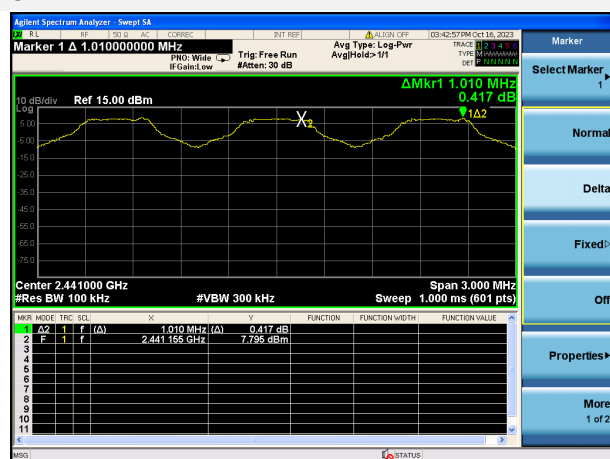 Agilent Spectrum Analyzer - Swept SA
RL RF 50 Ω AC CORREC INT REF ALIGN OFF 03:42:57PM Oct 16, 2023
Marker 1 Δ 1.010000000 MHz
PNO: Wide
IFGain:Low
Trig: Free Run
#Atten: 30 dB
Avg Type: Log-Pwr
Avg|Hold:>1/1
TRACE 1 2 3 4 5 6
TYPE M
DET P N N N N N
ΔMkr1 1.010 MHz
0.417 dB
10 dB/div Ref 15.00 dBm
Log
5.00
-5.00
-15.0
-25.0
-35.0
-45.0
-55.0
-65.0
-75.0
X2
1Δ2
Center 2.441000 GHz Span 3.000 MHz
#Res BW 100 kHz #VBW 300 kHz Sweep 1.000 ms (601 pts)
MKR MODE TRC SCL X Y FUNCTION FUNCTION WIDTH FUNCTION VALUE
1 Δ2 1 f (Δ) 1.010 MHz (Δ) 0.417 dB
2 F 1 f 2.441 155 GHz 7.795 dBm
3
4
5
6
7
8
9
10
11
MSG STATUS
Marker
Select Marker
1
Normal
Delta
Fixed
Off
Properties
More
1 of 2